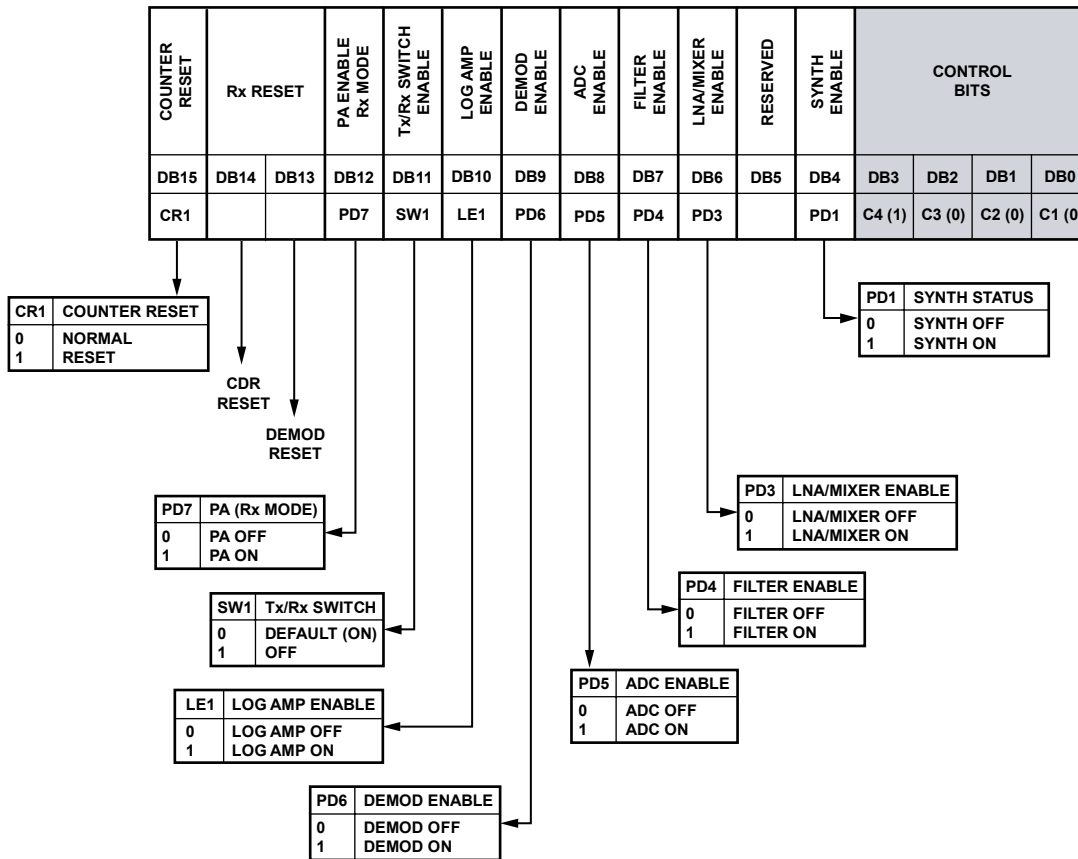 COUNTER RESET
Rx RESET
PA ENABLE Rx MODE
Tx/Rx SWITCH ENABLE
LOG AMP ENABLE
DEMOD ENABLE
ADC ENABLE
FILTER ENABLE
LNA/MIXER ENABLE
RESERVED
SYNTH ENABLE
CONTROL BITS
DB15 DB14 DB13 DB12 DB11 DB10 DB9 DB8 DB7 DB6 DB5 DB4 DB3 DB2 DB1 DB0
CR1 PD7 SW1 LE1 PD6 PD5 PD4 PD3 PD1 C4 (1) C3 (0) C2 (0) C1 (0
CR1 COUNTER RESET
0 NORMAL
1 RESET
CDR
RESET
DEMOD
RESET
PD1 SYNTH STATUS
0 SYNTH OFF
1 SYNTH ON
PD7 PA (Rx MODE)
0 PA OFF
1 PA ON
PD3 LNA/MIXER ENABLE
0 LNA/MIXER OFF
1 LNA/MIXER ON
SW1 Tx/Rx SWITCH
0 DEFAULT (ON)
1 OFF
PD4 FILTER ENABLE
0 FILTER OFF
1 FILTER ON
LE1 LOG AMP ENABLE
0 LOG AMP OFF
1 LOG AMP ON
PD5 ADC ENABLE
0 ADC OFF
1 ADC ON
PD6 DEMOD ENABLE
0 DEMOD OFF
1 DEMOD ON